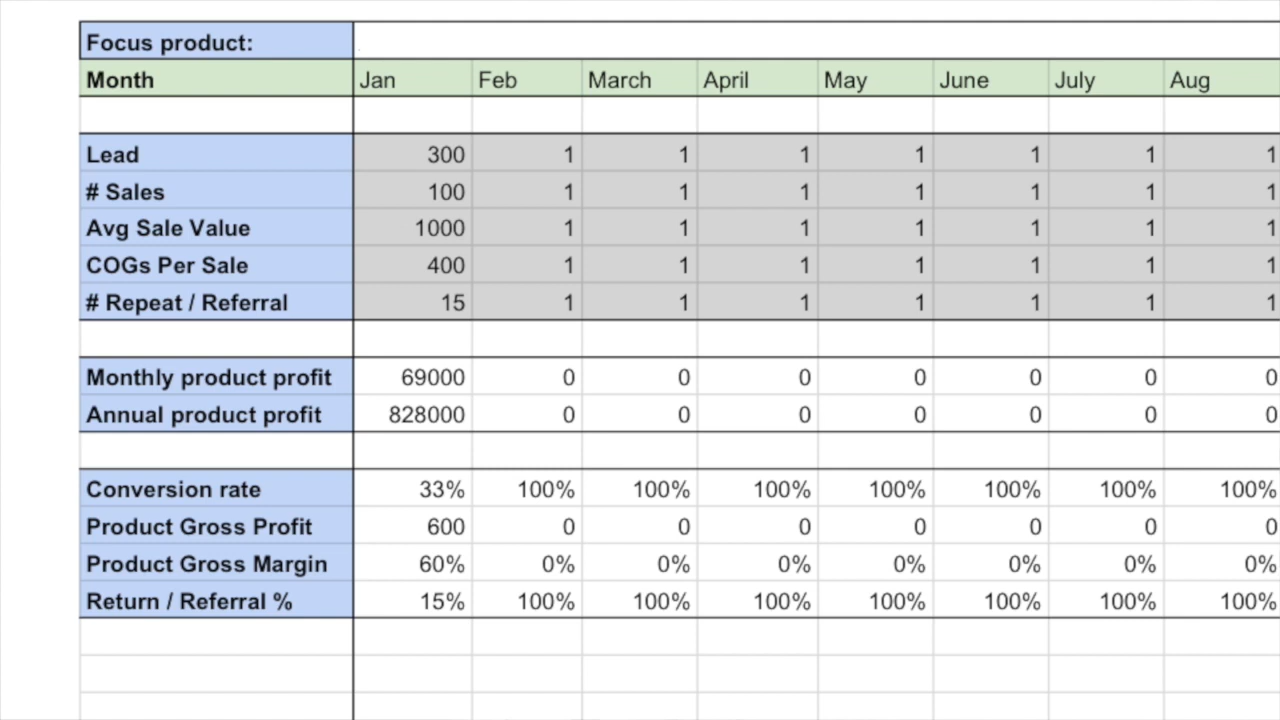 Focus product:
Month Jan Feb March April May June July Aug
Lead 300 1 1 1 1 1 1 1
# Sales 100 1 1 1 1 1 1 1
Avg Sale Value 1000 1 1 1 1 1 1 1
COGs Per Sale 400 1 1 1 1 1 1 1
# Repeat / Referral 15 1 1 1 1 1 1 1
Monthly product profit 69000 0 0 0 0 0 0 0
Annual product profit 828000 0 0 0 0 0 0 0
Conversion rate 33% 100% 100% 100% 100% 100% 100% 100%
Product Gross Profit 600 0 0 0 0 0 0 0
Product Gross Margin 60% 0% 0% 0% 0% 0% 0% 0%
Return / Referral % 15% 100% 100% 100% 100% 100% 100% 100%